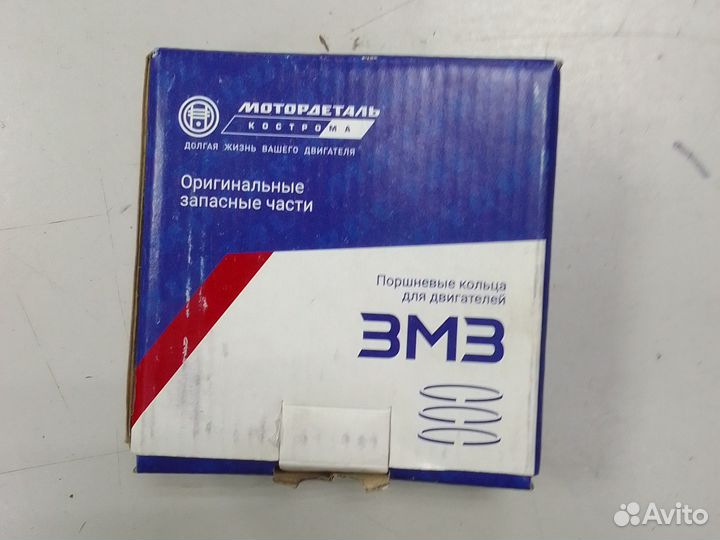 МОТОРДЕТАЛЬ
КОСТРОМА
ДОЛГАЯ ЖИЗНЬ ВАШЕГО ДВИГАТЕЛЯ
Оригинальные
запасные части
Поршневые кольца
для двигателей
ЗМЗ
Avito